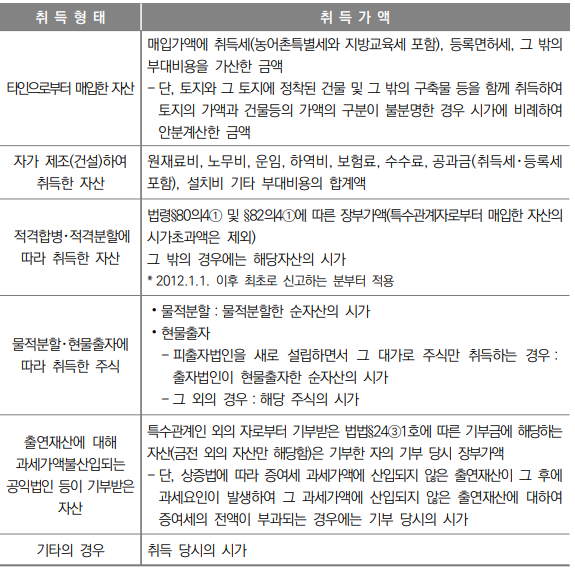 취 득 형 태
취 득 가 액
타인으로부터 매입한 자산
매입가액에 취득세(농어촌특별세와 지방교육세 포함), 등록면허세, 그 밖의
부대비용을 가산한 금액
- 단, 토지와 그 토지에 정착된 건물 및 그 밖의 구축물 등을 함께 취득하여
토지의 가액과 건물등의 가액의 구분이 불분명한 경우 시가에 비례하여
안분계산한 금액
자가 제조(건설)하여
취득한 자산
원재료비, 노무비, 운임, 하역비, 보험료, 수수료, 공과금(취득세·등록세
포함), 설치비 기타 부대비용의 합계액
적격합병·적격분할에
따라 취득한 자산
법령§80의4① 및 §82의4①에 따른 장부가액(특수관계자로부터 매입한 자산의
시가초과액은 제외)
그 밖의 경우에는 해당자산의 시가
* 2012.1.1. 이후 최초로 신고하는 분부터 적용
물적분할·현물출자에
따라 취득한 주식
• 물적분할 : 물적분할한 순자산의 시가
• 현물출자
- 피출자법인을 새로 설립하면서 그 대가로 주식만 취득하는 경우 :
출자법인이 현물출자한 순자산의 시가
- 그 외의 경우 : 해당 주식의 시가
출연재산에 대해
과세가액불산입되는
공익법인 등이 기부받은
자산
특수관계인 외의 자로부터 기부받은 법법§24③1호에 따른 기부금에 해당하는
자산(금전 외의 자산만 해당함)은 기부한 자의 기부 당시 장부가액
- 단, 상증법에 따라 증여세 과세가액에 산입되지 않은 출연재산이 그 후에
과세요인이 발생하여 그 과세가액에 산입되지 않은 출연재산에 대하여
증여세의 전액이 부과되는 경우에는 기부 당시의 시가
기타의 경우
취득 당시의 시가